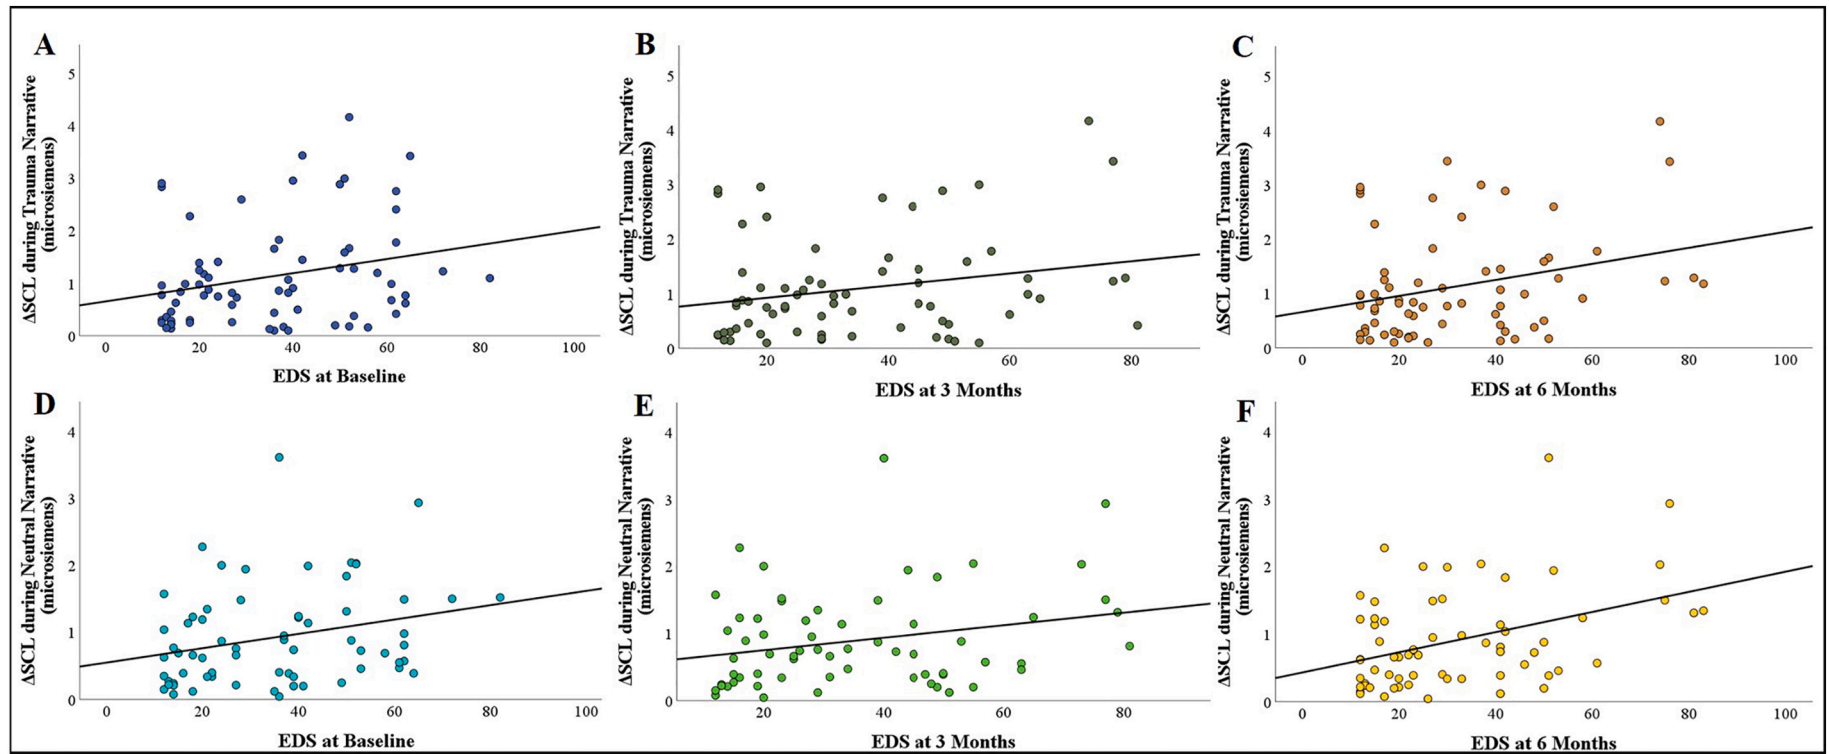 A
ΔSCL during Trauma Narrative
(microsiemens)
5
4
3
2
1
0
0 20 40 60 80 100
EDS at Baseline
B
ΔSCL during Trauma Narrative
(microsiemens)
5
4
3
2
1
0
20 40 60 80
EDS at 3 Months
C
ΔSCL during Trauma Narrative
(microsiemens)
5
4
3
2
1
0
0 20 40 60 80 100
EDS at 6 Months
D
ΔSCL during Neutral Narrative
(microsiemens)
4
3
2
1
0
0 20 40 60 80 100
EDS at Baseline
E
ΔSCL during Neutral Narrative
(microsiemens)
4
3
2
1
0
20 40 60 80
EDS at 3 Months
F
ΔSCL during Neutral Narrative
(microsiemens)
4
3
2
1
0
0 20 40 60 80 100
EDS at 6 Months